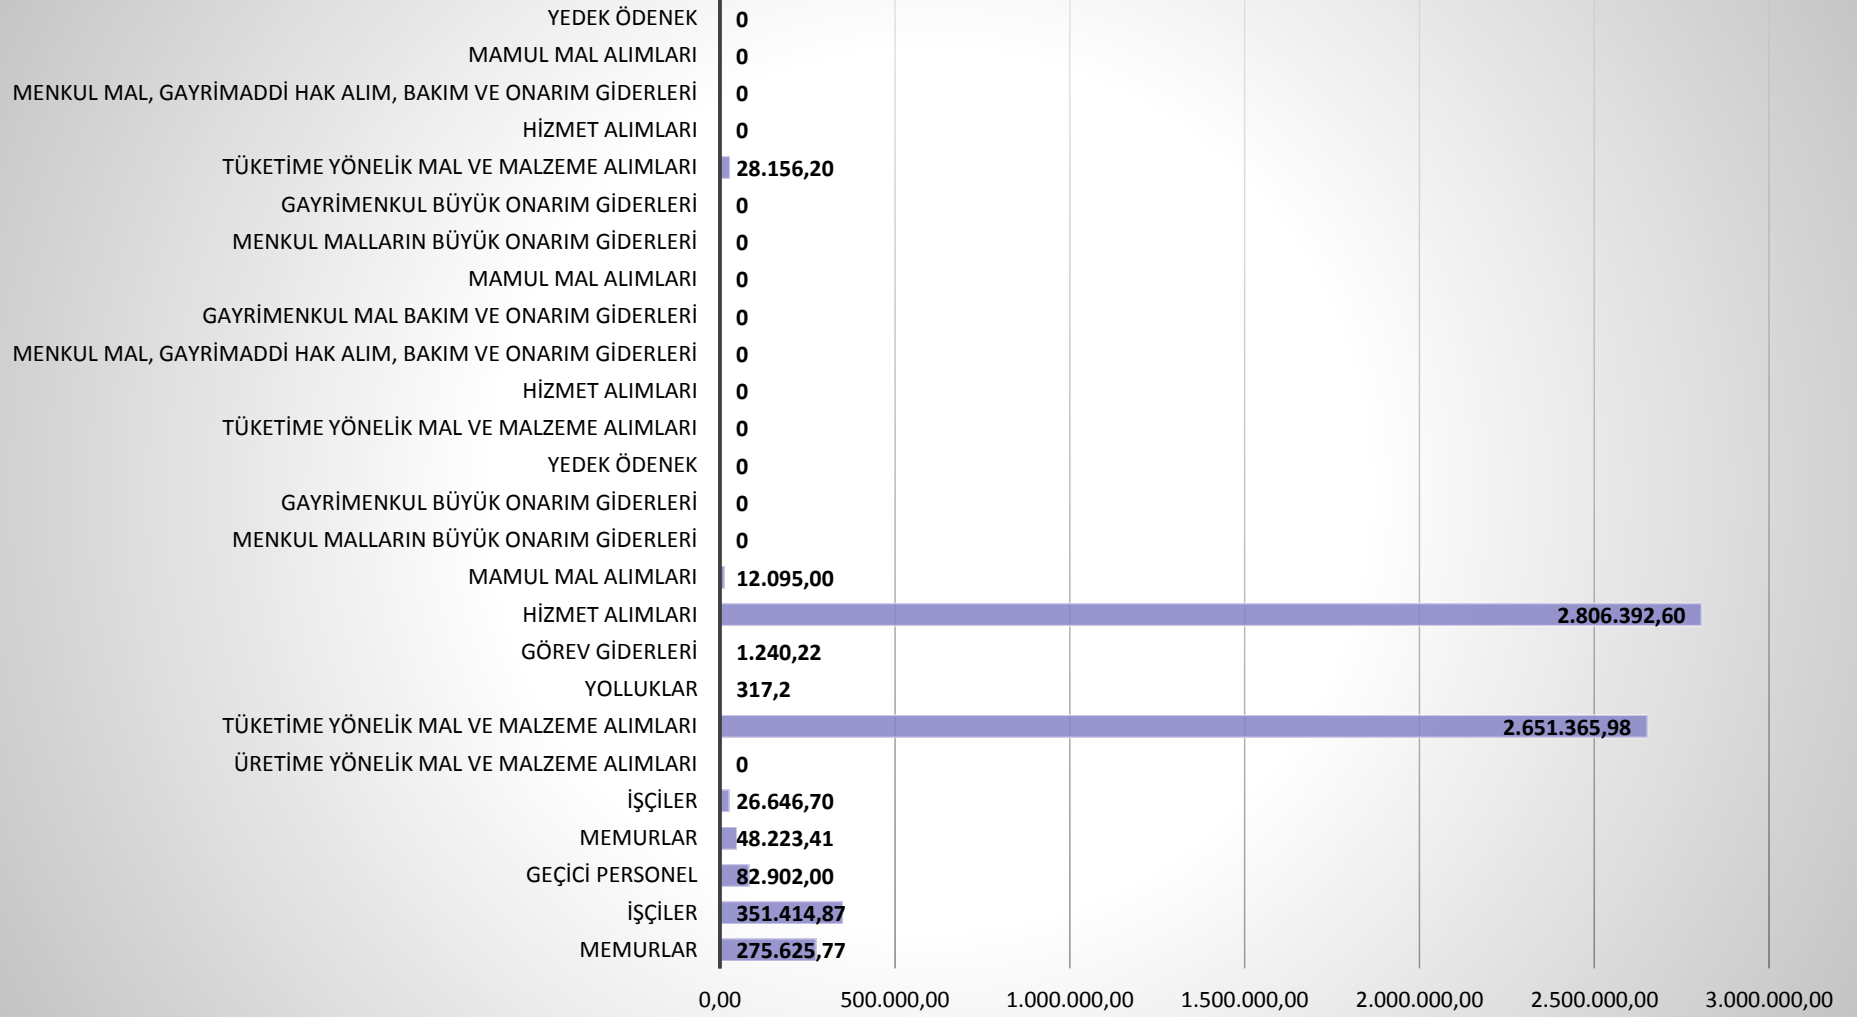 YEDEK ÖDENEK 0
MAMUL MAL ALIMLARI 0
MENKUL MAL, GAYRİMADDİ HAK ALIM, BAKIM VE ONARIM GİDERLERİ 0
HİZMET ALIMLARI 0
TÜKETİME YÖNELİK MAL VE MALZEME ALIMLARI 28.156,20
GAYRİMENKUL BÜYÜK ONARIM GİDERLERİ 0
MENKUL MALLARIN BÜYÜK ONARIM GİDERLERİ 0
MAMUL MAL ALIMLARI 0
GAYRİMENKUL MAL BAKIM VE ONARIM GİDERLERİ 0
MENKUL MAL, GAYRİMADDİ HAK ALIM, BAKIM VE ONARIM GİDERLERİ 0
HİZMET ALIMLARI 0
TÜKETİME YÖNELİK MAL VE MALZEME ALIMLARI 0
YEDEK ÖDENEK 0
GAYRİMENKUL BÜYÜK ONARIM GİDERLERİ 0
MENKUL MALLARIN BÜYÜK ONARIM GİDERLERİ 0
MAMUL MAL ALIMLARI 12.095,00
HİZMET ALIMLARI 2.806.392,60
GÖREV GİDERLERİ 1.240,22
YOLLUKLAR 317,2
TÜKETİME YÖNELİK MAL VE MALZEME ALIMLARI 2.651.365,98
ÜRETİME YÖNELİK MAL VE MALZEME ALIMLARI 0
İŞÇİLER 26.646,70
MEMURLAR 48.223,41
GEÇİCİ PERSONEL 82.902,00
İŞÇİLER 351.414,87
MEMURLAR 275.625,77
0,00 500.000,00 1.000.000,00 1.500.000,00 2.000.000,00 2.500.000,00 3.000.000,00